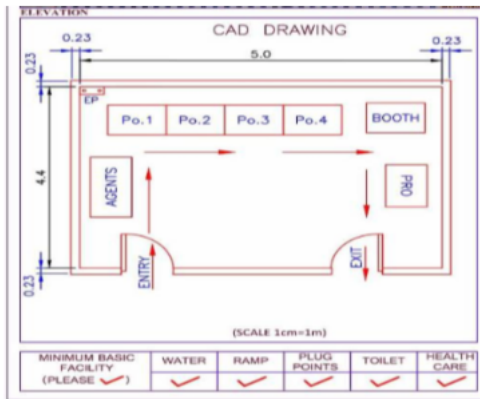 ELEVATION
CAD DRAWING
0.23
5.0
0.23
0.23
EP
Po.1 Po.2 Po.3 Po.4
BOOTH
AGENTS
PRO
4.4
ENTRY
EXIT
0.23
(SCALE 1cm=1m)
MINIMUM BASIC
FACILITY
(PLEASE ✓)
WATER
RAMP
PLUG
POINTS
TOILET
HEALTH
CARE
✓ ✓ ✓ ✓ ✓